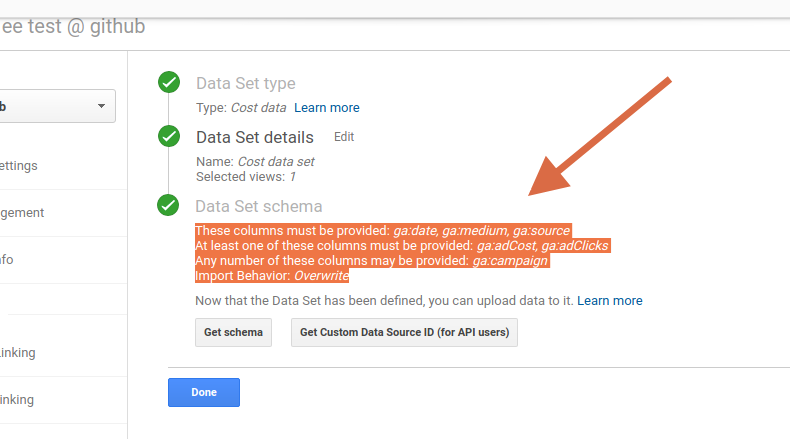 ee test @ github
Data Set type
b
Type: Cost data Learn more
Data Set details Edit
Name: Cost data set
ettings
Selected views: 1
Data Set schema
gement
These columns must be provided: ga:date, ga:medium, ga:source
At least one of these columns must be provided: ga:adCost, ga:adClicks
nfo
Any number of these columns may be provided: ga:campaign
Import Behavior: Overwrite
Now that the Data Set has been defined, you can upload data to it. Learn more
Get schema
Get Custom Data Source ID (for API users)
inking
Done
inking